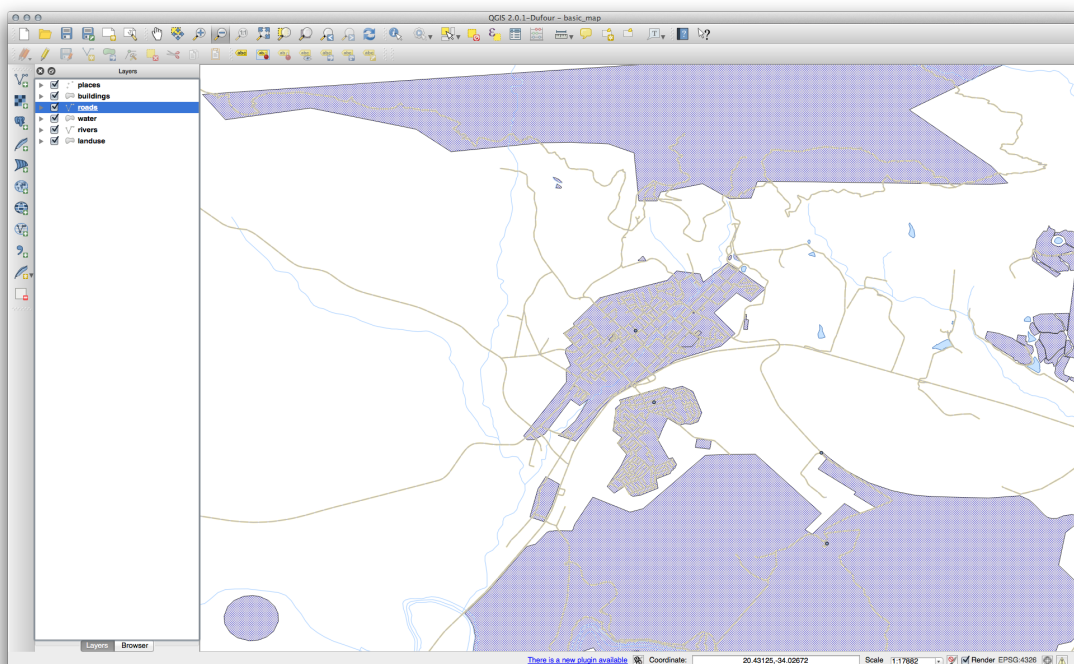 QGIS 2.0.1-Dufour – basic_map
Layers
places
buildings
roads
water
rivers
landuse
Layers
Browser
There is a new plugin available
Coordinate:
20.43125,-34.02672
Scale
1:17682
Render
EPSG:4326